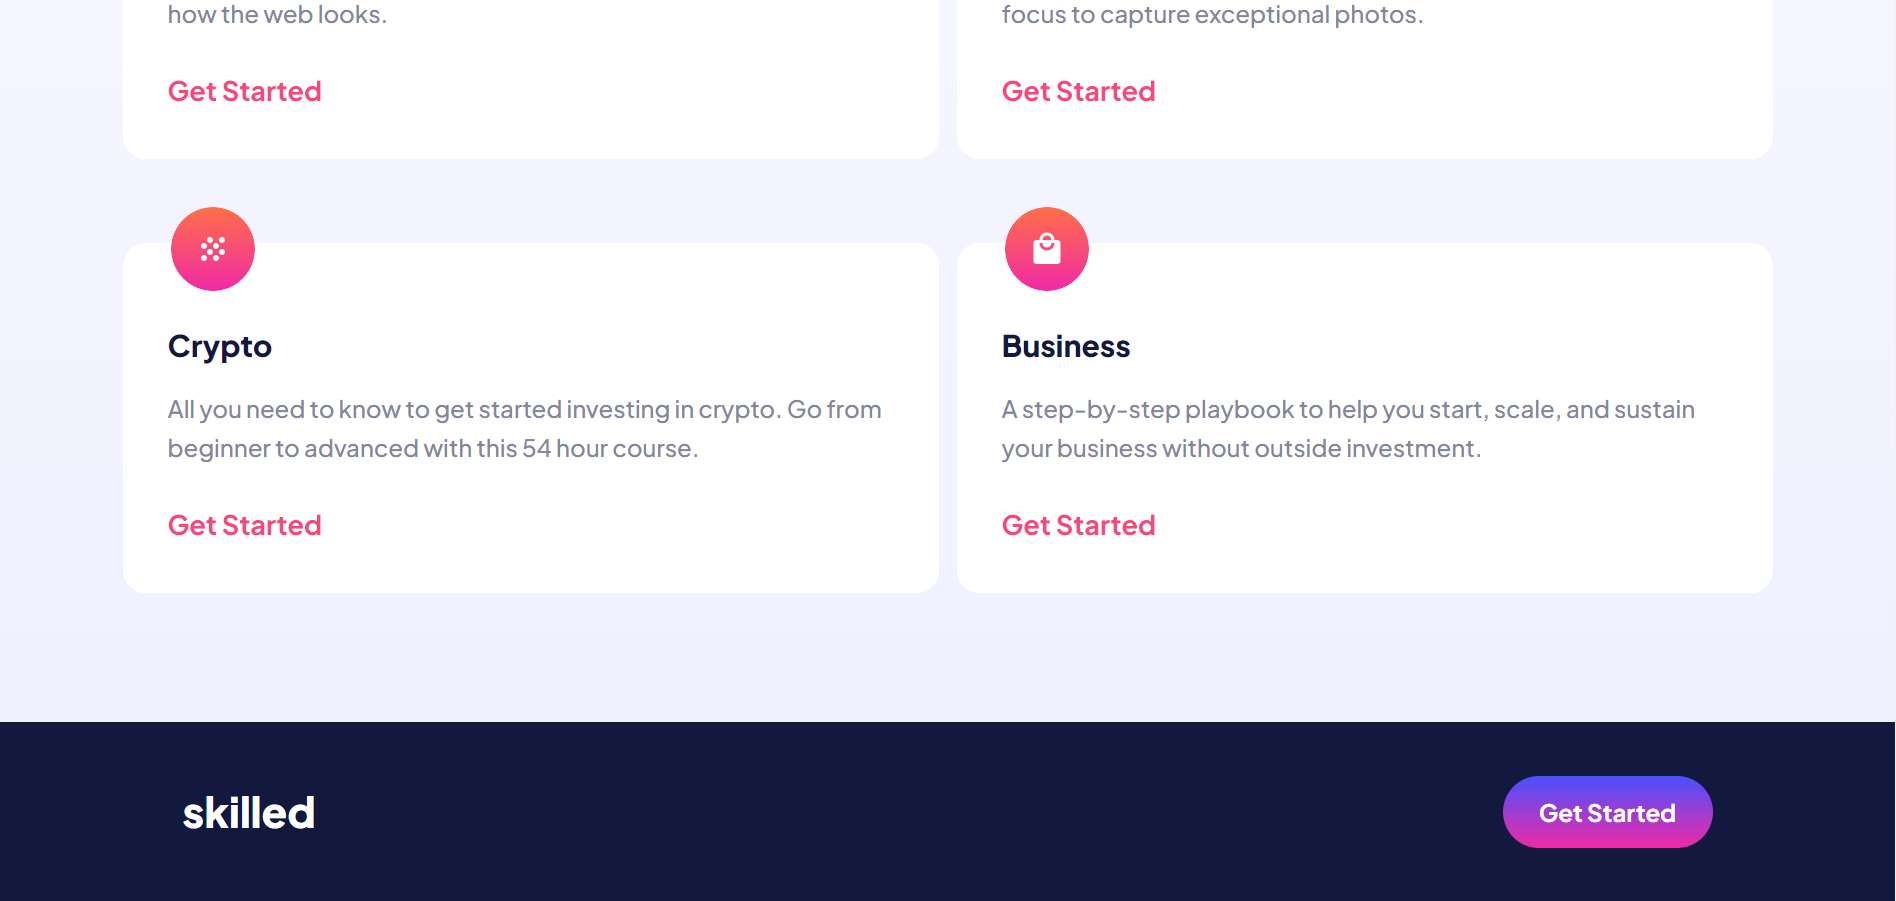 how the web looks.
Get Started
focus to capture exceptional photos.
Get Started
Crypto
All you need to know to get started investing in crypto. Go from
beginner to advanced with this 54 hour course.
Get Started
Business
A step-by-step playbook to help you start, scale, and sustain
your business without outside investment.
Get Started
skilled
Get Started